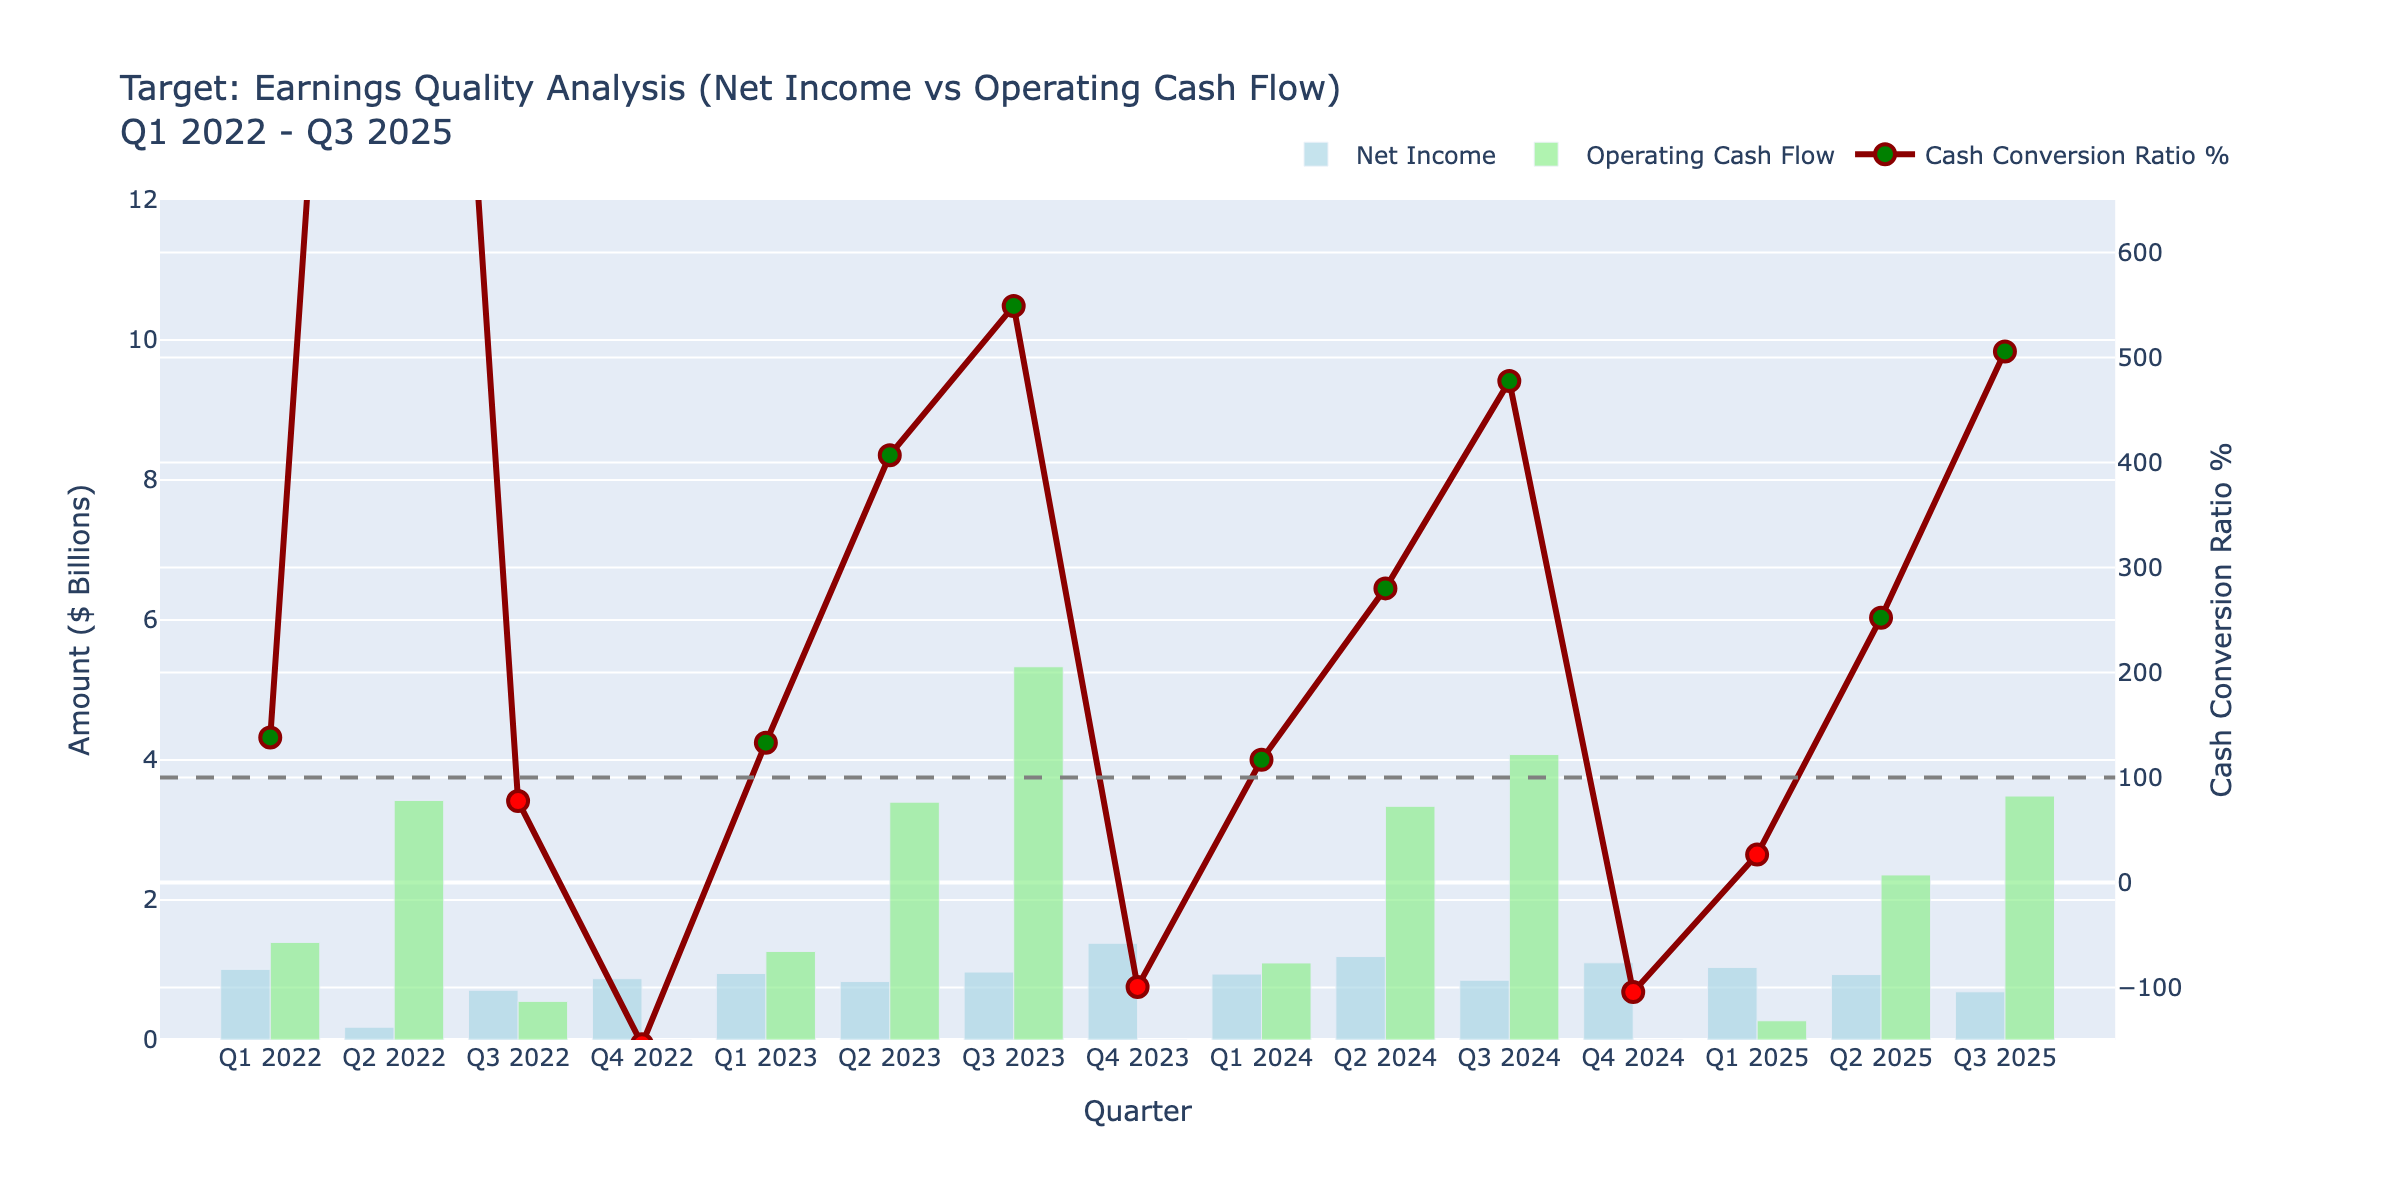 Target: Earnings Quality Analysis (Net Income vs Operating Cash Flow)
Q1 2022 - Q3 2025
Net Income
Operating Cash Flow
Cash Conversion Ratio %
12
10
8
6
4
2
0
Amount ($ Billions)
600
500
400
300
200
100
0
−100
Cash Conversion Ratio %
Q1 2022
Q2 2022
Q3 2022
Q4 2022
Q1 2023
Q2 2023
Q3 2023
Q4 2023
Q1 2024
Q2 2024
Q3 2024
Q4 2024
Q1 2025
Q2 2025
Q3 2025
Quarter